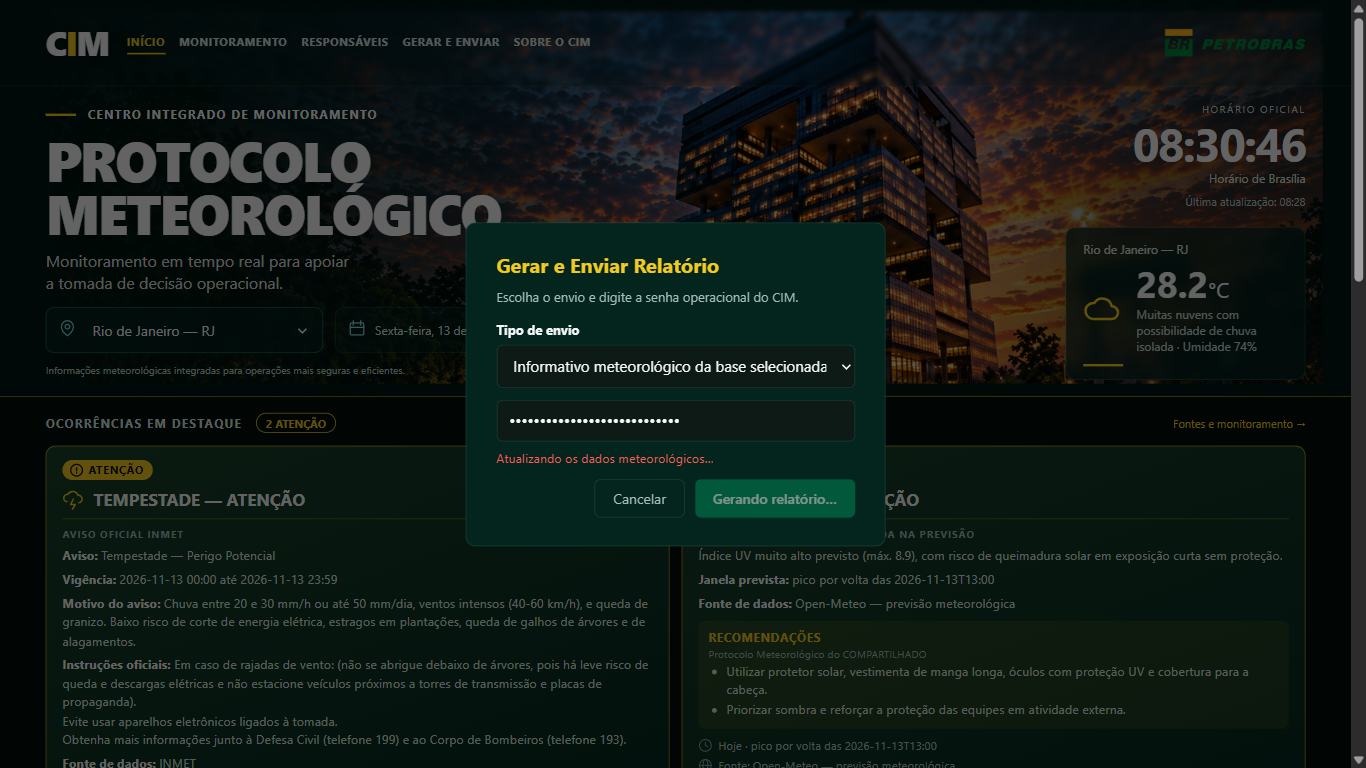 CIM
INÍCIO MONITORAMENTO RESPONSÁVEIS GERAR E ENVIAR SOBRE O CIM
BR PETROBRAS
CENTRO INTEGRADO DE MONITORAMENTO
PROTOCOLO
METEOROLÓGICO
Monitoramento em tempo real para apoiar
a tomada de decisão operacional.
Rio de Janeiro — RJ
Sexta-feira, 13 de
Informações meteorológicas integradas para operações mais seguras e eficientes.
HORÁRIO OFICIAL
08:30:46
Horário de Brasília
Última atualização: 08:28
Rio de Janeiro — RJ
28.2°C
Muitas nuvens com
possibilidade de chuva
isolada · Umidade 74%
Gerar e Enviar Relatório
Escolha o envio e digite a senha operacional do CIM.
Tipo de envio
Informativo meteorológico da base selecionada
Atualizando os dados meteorológicos...
Cancelar
Gerando relatório...
OCORRÊNCIAS EM DESTAQUE
2 ATENÇÃO
Fontes e monitoramento →
ATENÇÃO
TEMPESTADE — ATENÇÃO
AVISO OFICIAL INMET
Aviso: Tempestade — Perigo Potencial
Vigência: 2026-11-13 00:00 até 2026-11-13 23:59
Motivo do aviso: Chuva entre 20 e 30 mm/h ou até 50 mm/dia, ventos intensos (40-60 km/h), e queda de
granizo. Baixo risco de corte de energia elétrica, estragos em plantações, queda de galhos de árvores e de
alagamentos.
Instruções oficiais: Em caso de rajadas de vento: (não se abrigue debaixo de árvores, pois há leve risco de
queda e descargas elétricas e não estacione veículos próximos a torres de transmissão e placas de
propaganda).
Evite usar aparelhos eletrônicos ligados à tomada.
Obtenha mais informações junto à Defesa Civil (telefone 199) e ao Corpo de Bombeiros (telefone 193).
Fonte de dados: INMET
ÇÃO
NA PREVISÃO
Índice UV muito alto previsto (máx. 8.9), com risco de queimadura solar em exposição curta sem proteção.
Janela prevista: pico por volta das 2026-11-13T13:00
Fonte de dados: Open-Meteo — previsão meteorológica
RECOMENDAÇÕES
Protocolo Meteorológico do COMPARTILHADO
• Utilizar protetor solar, vestimenta de manga longa, óculos com proteção UV e cobertura para a
cabeça.
• Priorizar sombra e reforçar a proteção das equipes em atividade externa.
Hoje · pico por volta das 2026-11-13T13:00
Fonte: Open-Meteo — previsão meteorológica